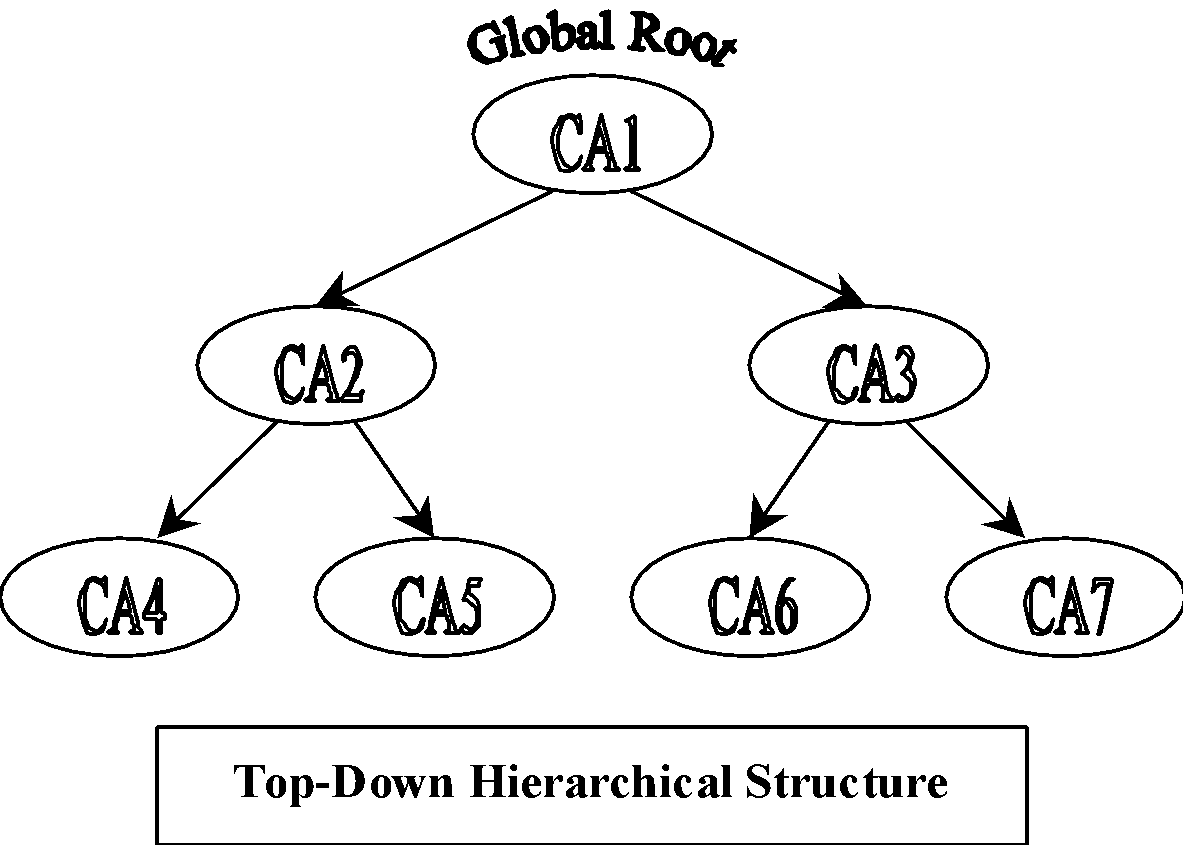 Global Root
CA1
CA2
CA3
CA4
CA5
CA6
CA7
Top-Down Hierarchical Structure